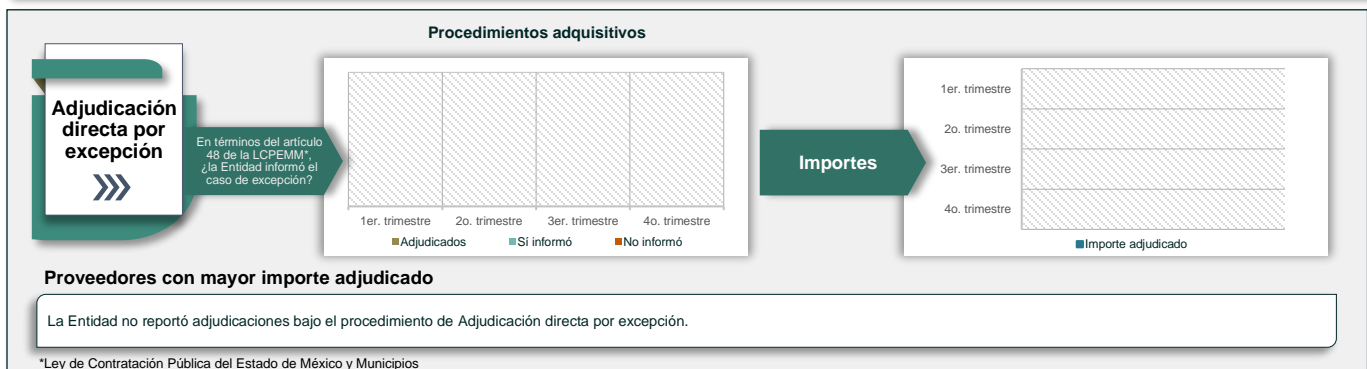 Procedimientos adquisitivos
Adjudicación
directa por
excepción
En términos del artículo
48 de la LCPEMM*,
¿la Entidad informó el
caso de excepción?
1er. trimestre
2o. trimestre
3er. trimestre
4o. trimestre
Adjudicados
Sí informó
No informó
Importes
1er. trimestre
2o. trimestre
3er. trimestre
4o. trimestre
Importe adjudicado
Proveedores con mayor importe adjudicado
La Entidad no reportó adjudicaciones bajo el procedimiento de Adjudicación directa por excepción.
*Ley de Contratación Pública del Estado de México y Municipios